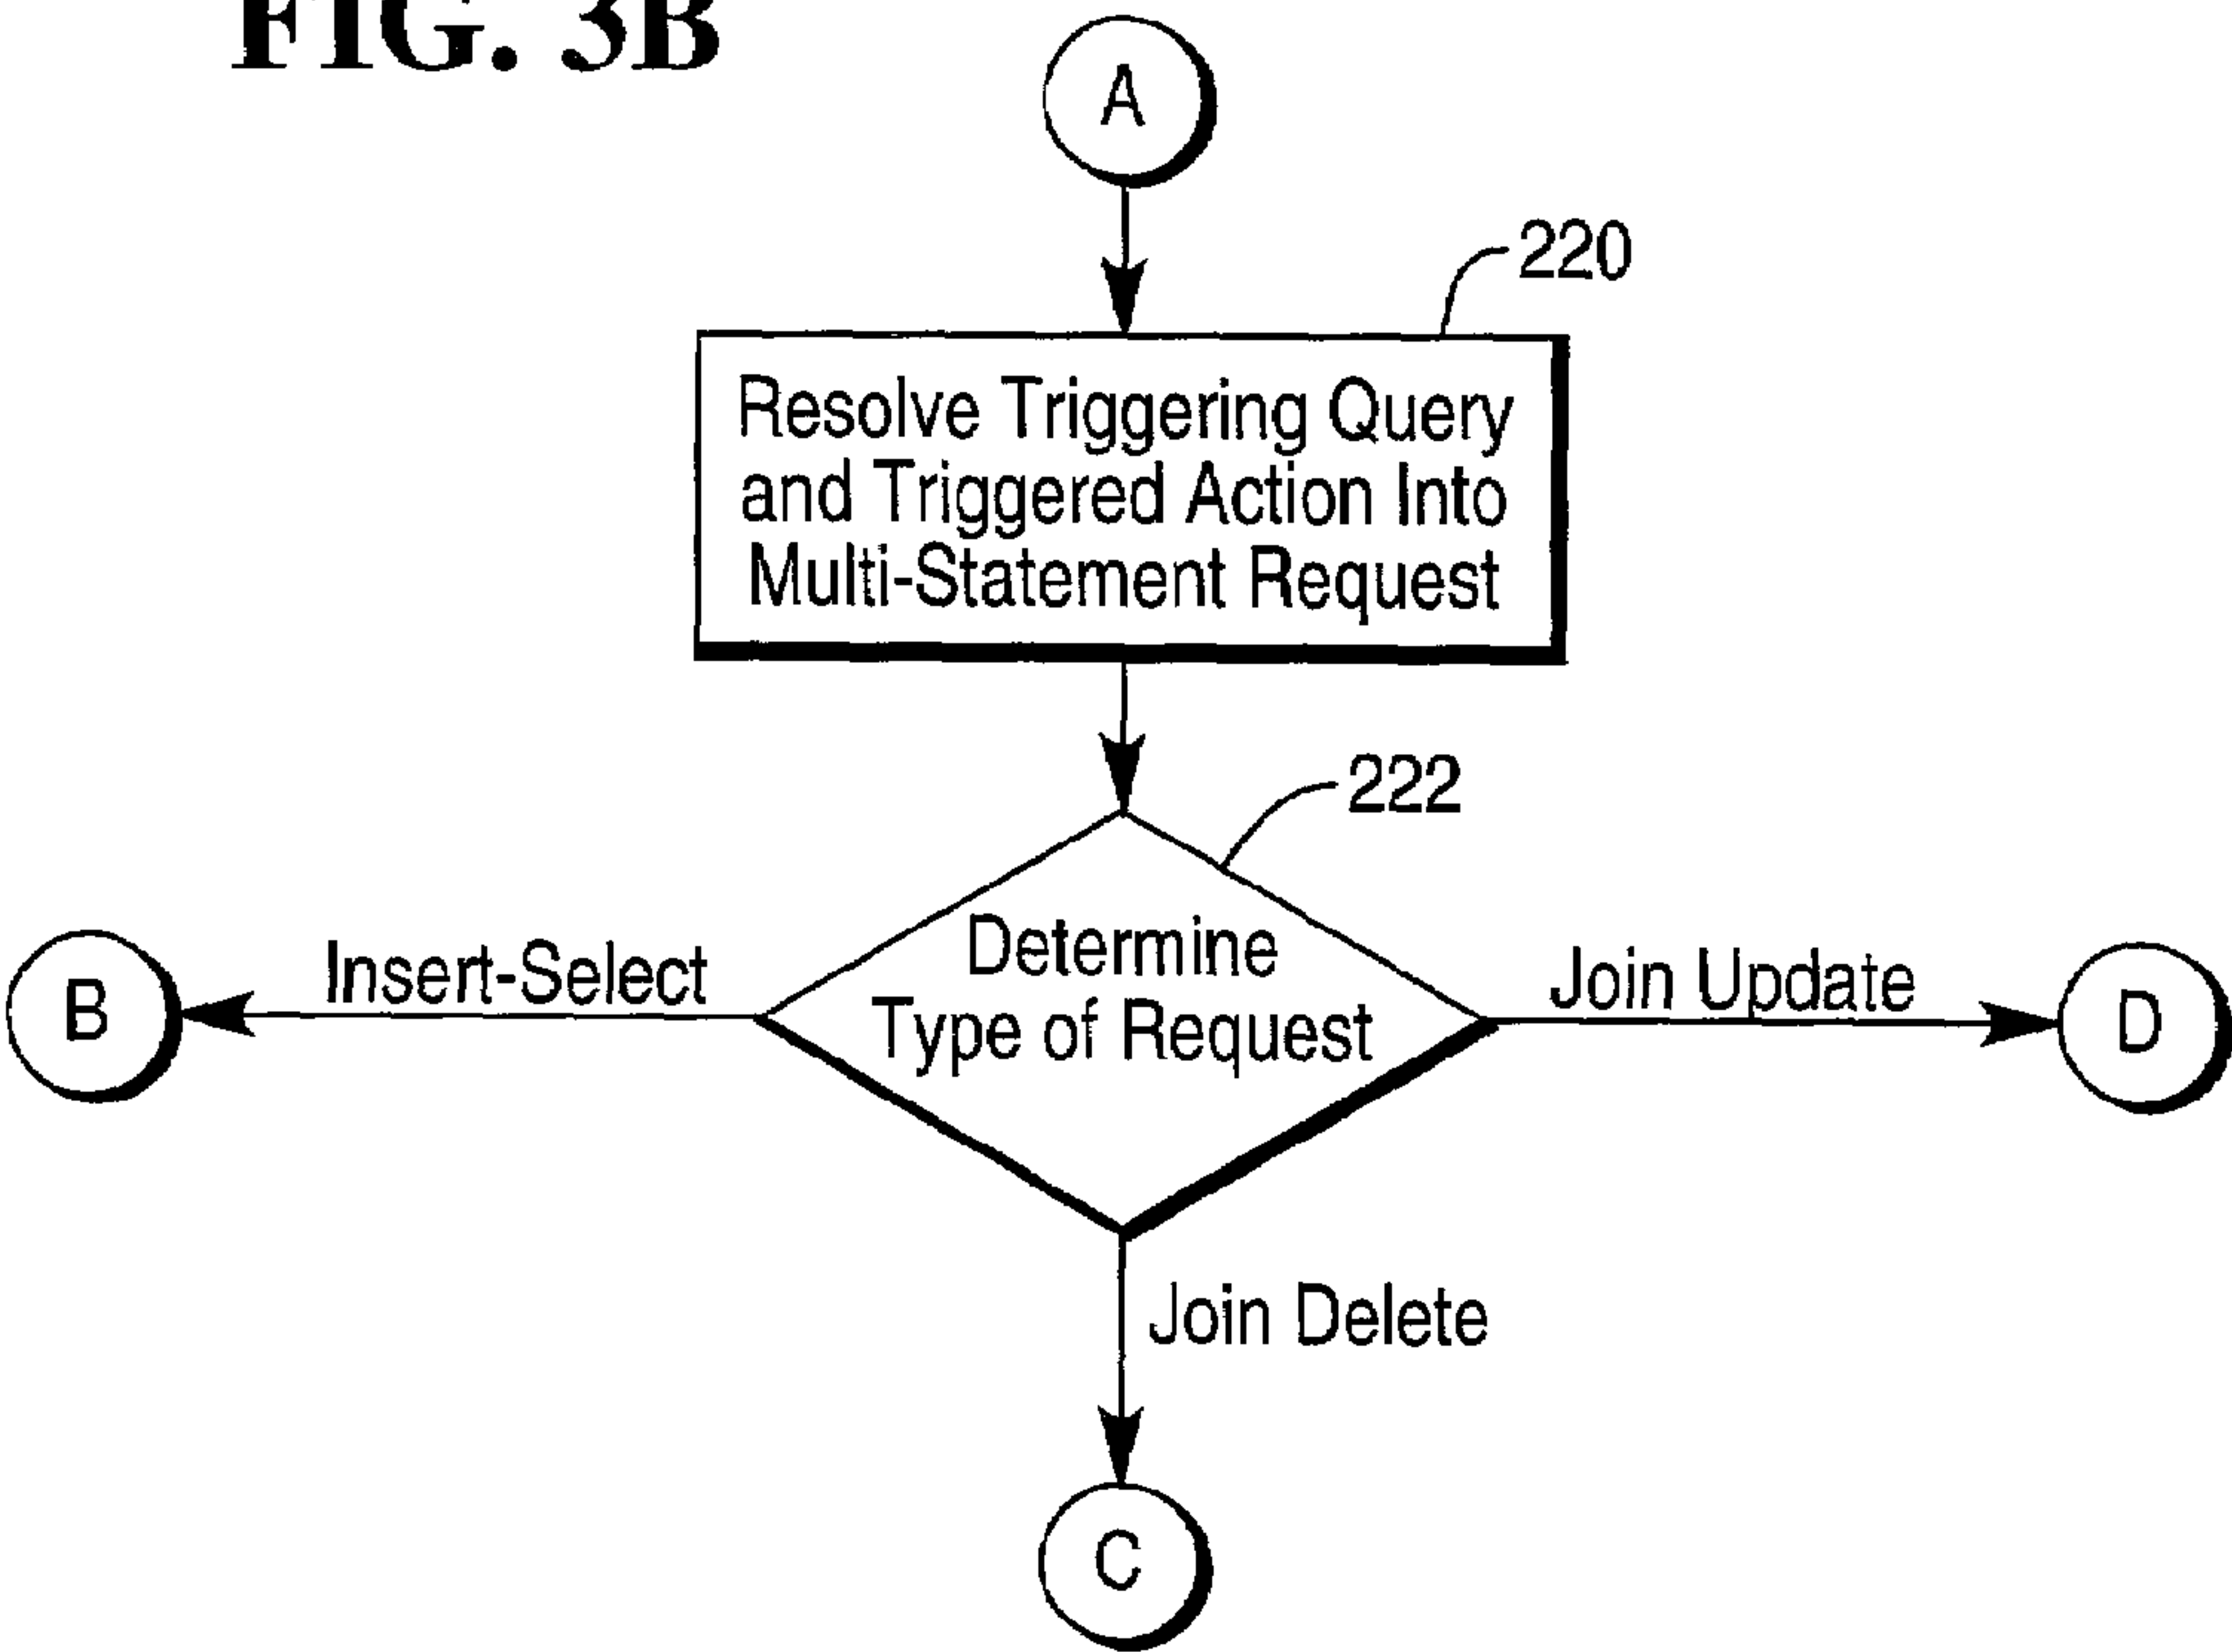 FIG. 3B
A
220
Resolve Triggering Query
and Triggered Action Into
Multi-Statement Request
222
Determine
Type of Request
Insert-Select
B
Join Update
D
Join Delete
C